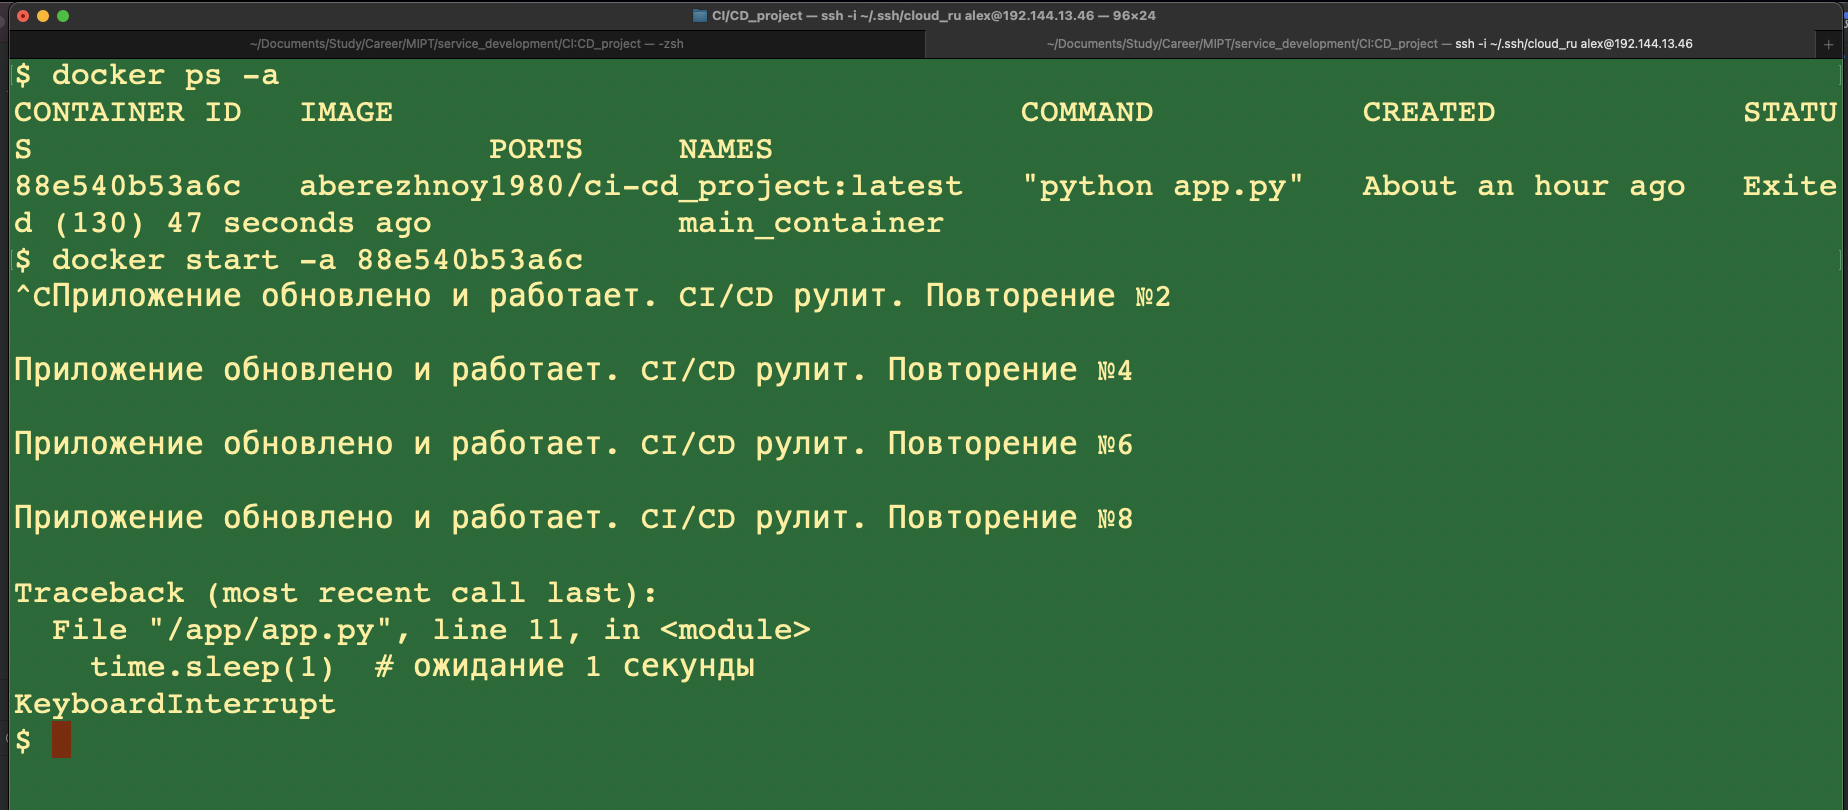 CI/CD_project — ssh -i ~/.ssh/cloud_ru alex@192.144.13.46 — 96×24
~/Documents/Study/Career/MIPT/service_development/CI:CD_project — -zsh
~/Documents/Study/Career/MIPT/service_development/CI:CD_project — ssh -i ~/.ssh/cloud_ru alex@192.144.13.46
$ docker ps -a
CONTAINER ID   IMAGE                                 COMMAND           CREATED             STATU
S                        PORTS     NAMES
88e540b53a6c   aberezhnoy1980/ci-cd_project:latest   "python app.py"   About an hour ago   Exite
d (130) 47 seconds ago             main_container
$ docker start -a 88e540b53a6c
^CПриложение обновлено и работает. CI/CD рулит. Повторение №2
Приложение обновлено и работает. CI/CD рулит. Повторение №4
Приложение обновлено и работает. CI/CD рулит. Повторение №6
Приложение обновлено и работает. CI/CD рулит. Повторение №8
Traceback (most recent call last):
  File "/app/app.py", line 11, in <module>
    time.sleep(1)  # ожидание 1 секунды
KeyboardInterrupt
$